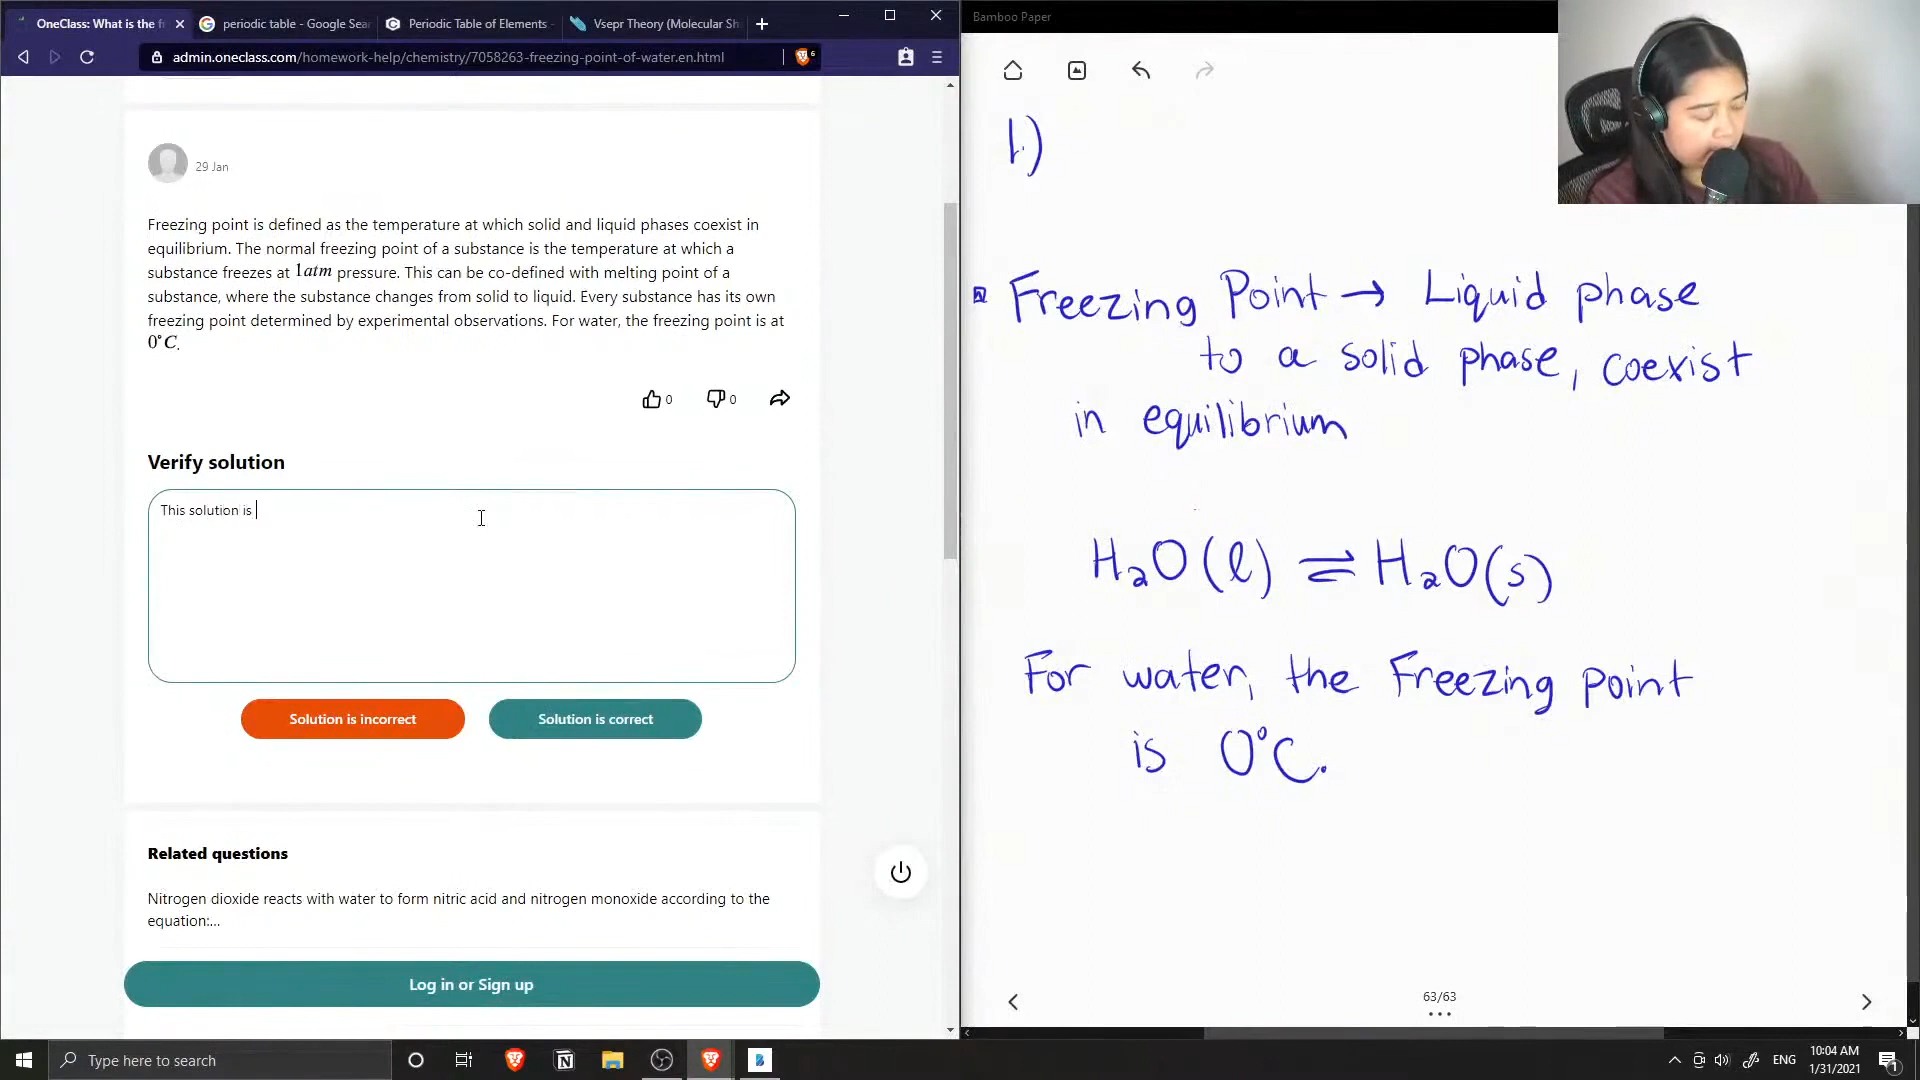 OneClass: What is the f
periodic table - Google Sear
Periodic Table of Elements -
Vsepr Theory (Molecular Sh
admin.oneclass.com/homework-help/chemistry/7058263-freezing-point-of-water.en.html
6
29 Jan
Freezing point is defined as the temperature at which solid and liquid phases coexist in
equilibrium. The normal freezing point of a substance is the temperature at which a
substance freezes at 1atm pressure. This can be co-defined with melting point of a
substance, where the substance changes from solid to liquid. Every substance has its own
freezing point determined by experimental observations. For water, the freezing point is at
0°C.
0
0
Verify solution
This solution is
Solution is incorrect
Solution is correct
Related questions
Nitrogen dioxide reacts with water to form nitric acid and nitrogen monoxide according to the
equation:...
Log in or Sign up
Bamboo Paper
1.)
Freezing Point → Liquid phase
to a solid phase, coexist
in equilibrium
H₂O(l) ⇌ H₂O(s)
For water, the Freezing point
is 0°C.
63/63
Type here to search
ENG
10:04 AM
1/31/2021
1